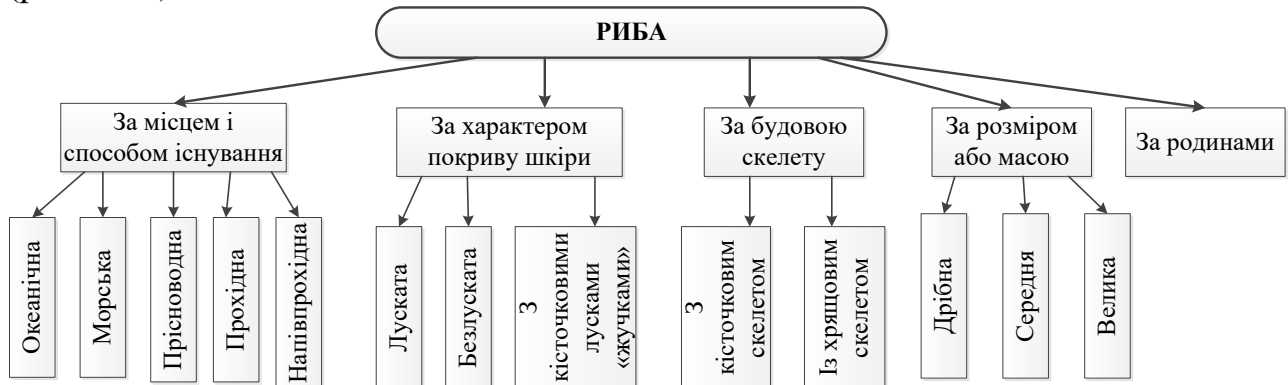 РИБА
За місцем і
способом існування
За характером
покриву шкіри
За будовою
скелету
За розміром
або масою
За родинами
Океанічна
Морська
Прісноводна
Прохідна
Напівпрохідна
Луската
Безлуската
З
кісточковими
лусками
«жучками»
З
кісточковим
скелетом
Із хрящовим
скелетом
Дрібна
Середня
Велика